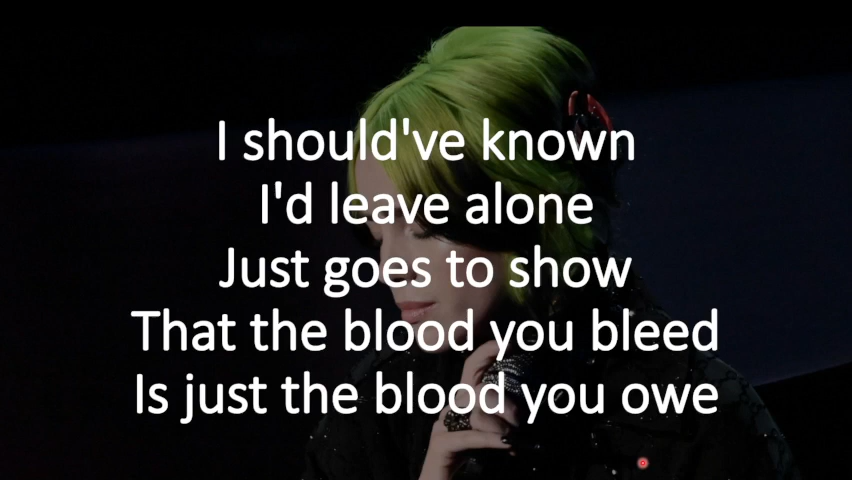 I should've known
I'd leave alone
Just goes to show
That the blood you bleed
Is just the blood you owe